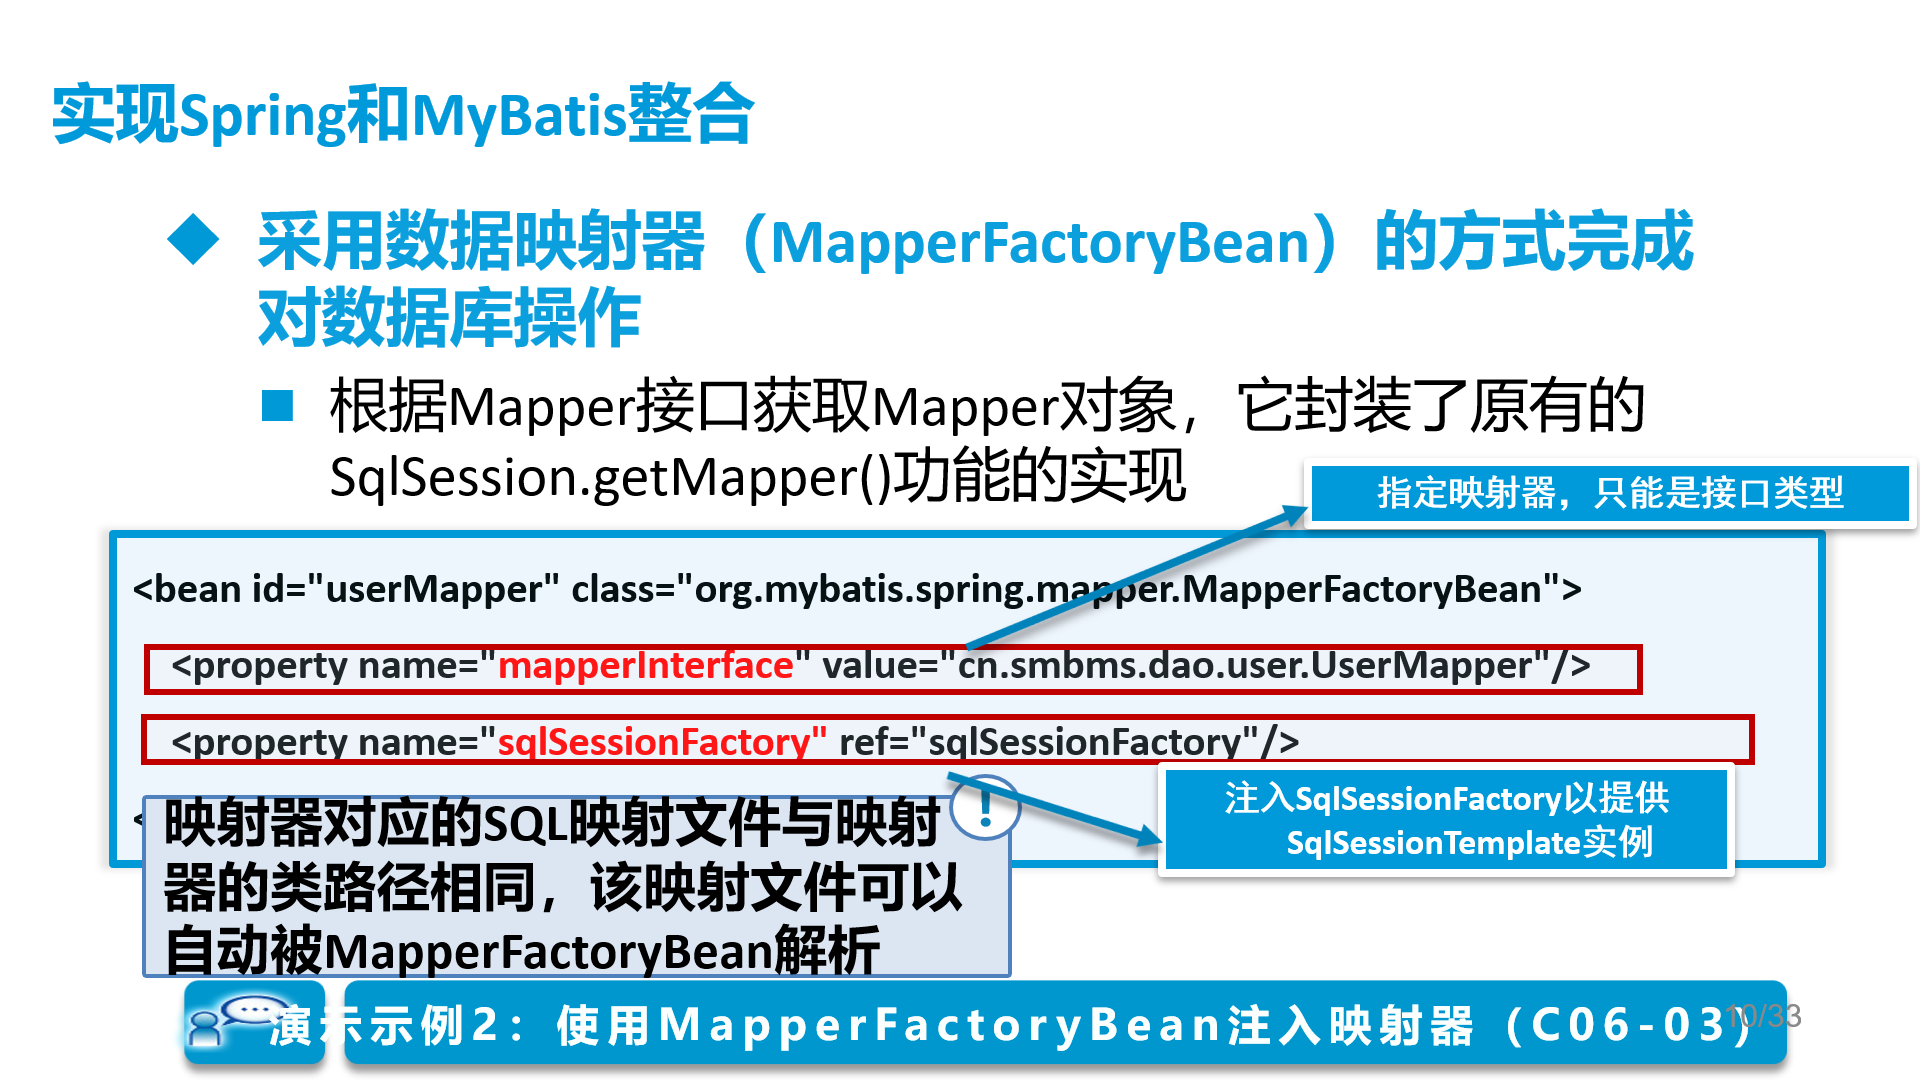 实现Spring和MyBatis整合
采用数据映射器（MapperFactoryBean）的方式完成
对数据库操作
根据Mapper接口获取Mapper对象，它封装了原有的
SqlSession.getMapper()功能的实现
指定映射器，只能是接口类型
<bean id="userMapper" class="org.mybatis.spring.mapper.MapperFactoryBean">
<property name="mapperInterface" value="cn.smbms.dao.user.UserMapper"/>
<property name="sqlSessionFactory" ref="sqlSessionFactory"/>
<
!
注入SqlSessionFactory以提供
SqlSessionTemplate实例
映射器对应的SQL映射文件与映射
器的类路径相同，该映射文件可以
自动被MapperFactoryBean解析
演示示例2：使用MapperFactoryBean注入映射器（C06-03）
10/33